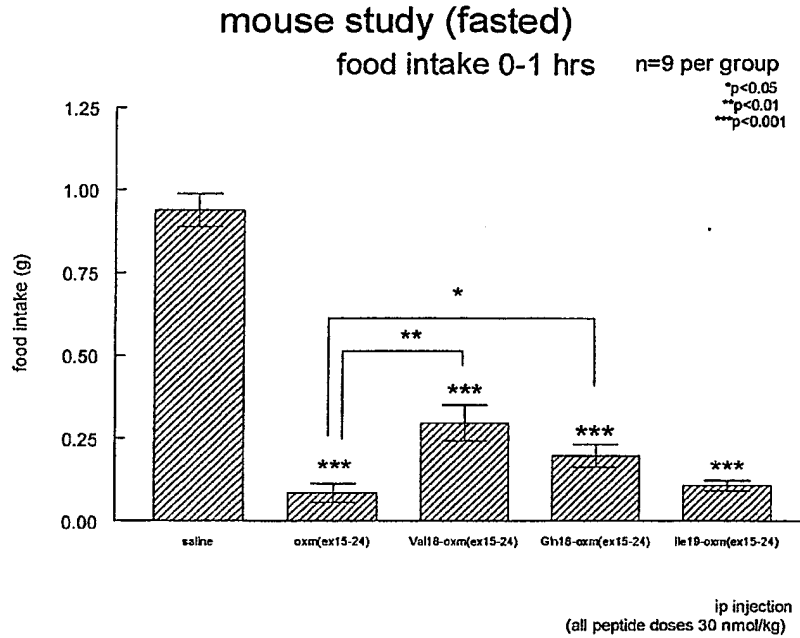 mouse study (fasted)
food intake 0-1 hrs
n=9 per group
*p<0.05
**p<0.01
***p<0.001
food intake (g)
1.25
1.00
0.75
0.50
0.25
0.00
*
**
***
***
***
***
saline
oxm(ex15-24)
Val18-oxm(ex15-24)
Gln18-oxm(ex15-24)
Ile19-oxm(ex15-24)
ip injection
(all peptide doses 30 nmol/kg)